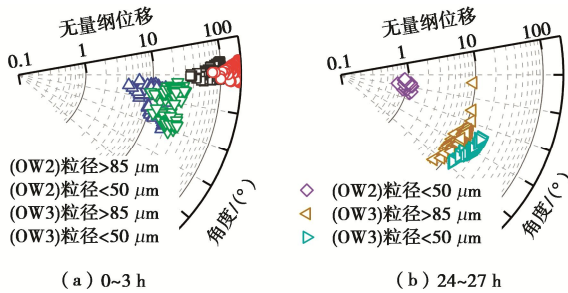 无量纲位移
0.1
1
10
100
(OW2)粒径>85 μm
(OW2)粒径<50 μm
(OW3)粒径>85 μm
(OW3)粒径<50 μm
角度/(°)
(a) 0~3 h
无量纲位移
0.1
1
10
100
(OW2)粒径<50 μm
(OW3)粒径>85 μm
(OW3)粒径<50 μm
角度/(°)
(b) 24~27 h